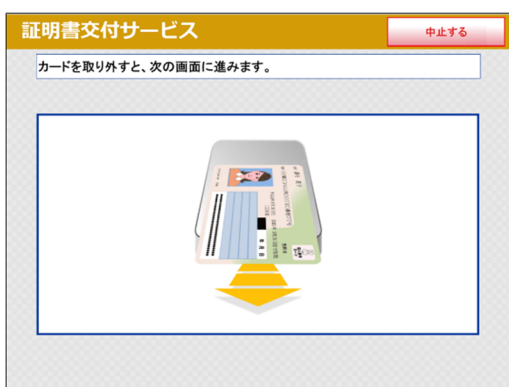 証明書交付サービス
中止する
カードを取り外すと、次の画面に進みます。